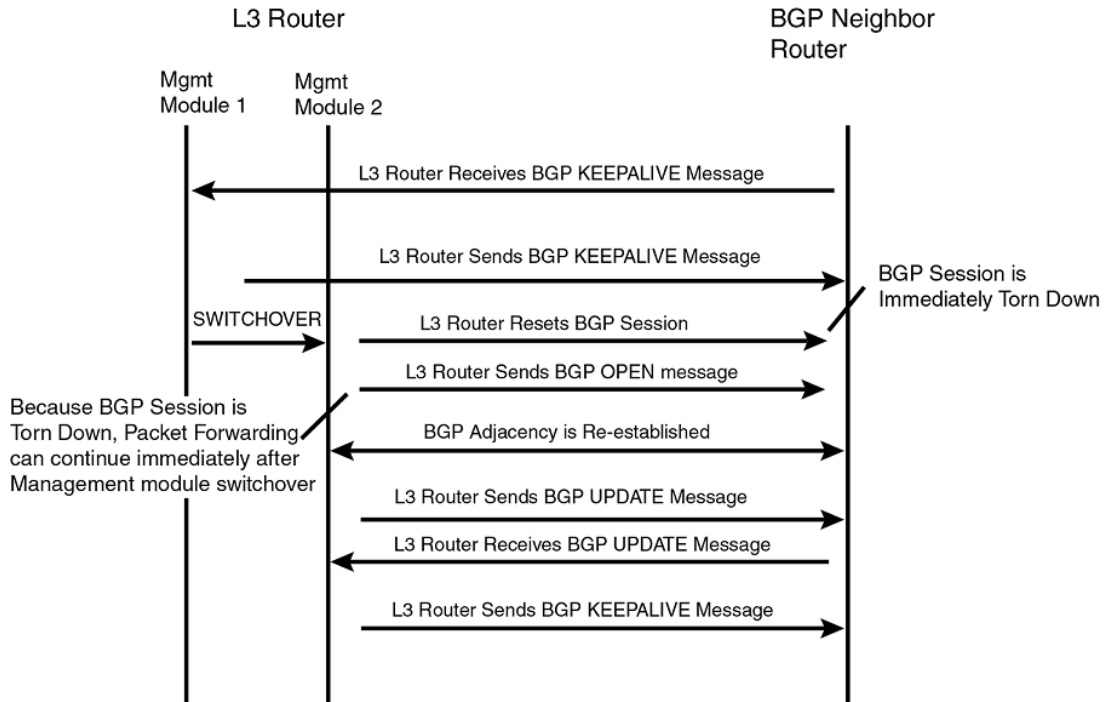 L3 Router
BGP Neighbor
Router
Mgmt
Module 1
Mgmt
Module 2
L3 Router Receives BGP KEEPALIVE Message
L3 Router Sends BGP KEEPALIVE Message
BGP Session is
Immediately Torn Down
SWITCHOVER
L3 Router Resets BGP Session
L3 Router Sends BGP OPEN message
Because BGP Session is
Torn Down, Packet Forwarding
can continue immediately after
Management module switchover
BGP Adjacency is Re-established
L3 Router Sends BGP UPDATE Message
L3 Router Receives BGP UPDATE Message
L3 Router Sends BGP KEEPALIVE Message